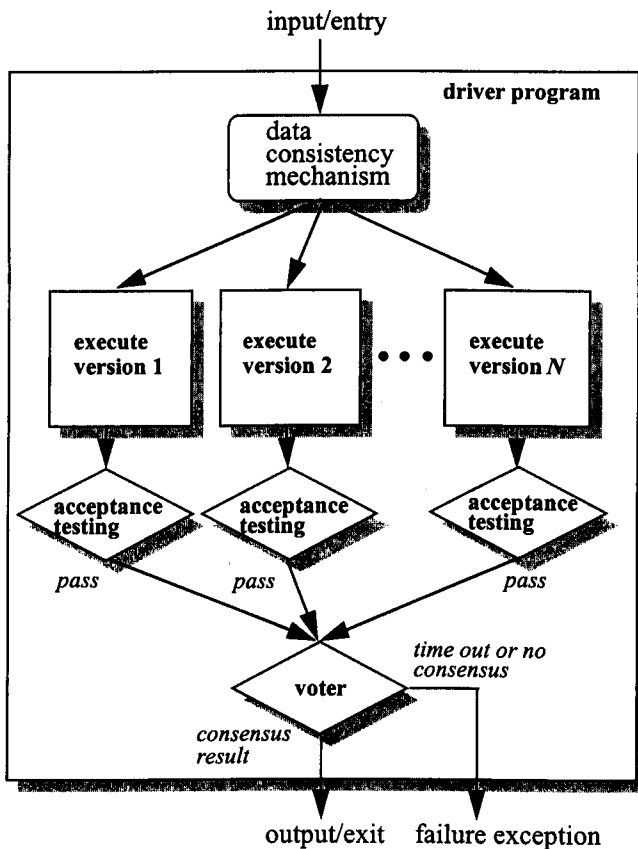 input/entry
driver program
data
consistency
mechanism
execute
version 1
execute
version 2
execute
version N
acceptance
testing
acceptance
testing
acceptance
testing
pass
pass
pass
time out or no
consensus
voter
consensus
result
output/exit
failure exception